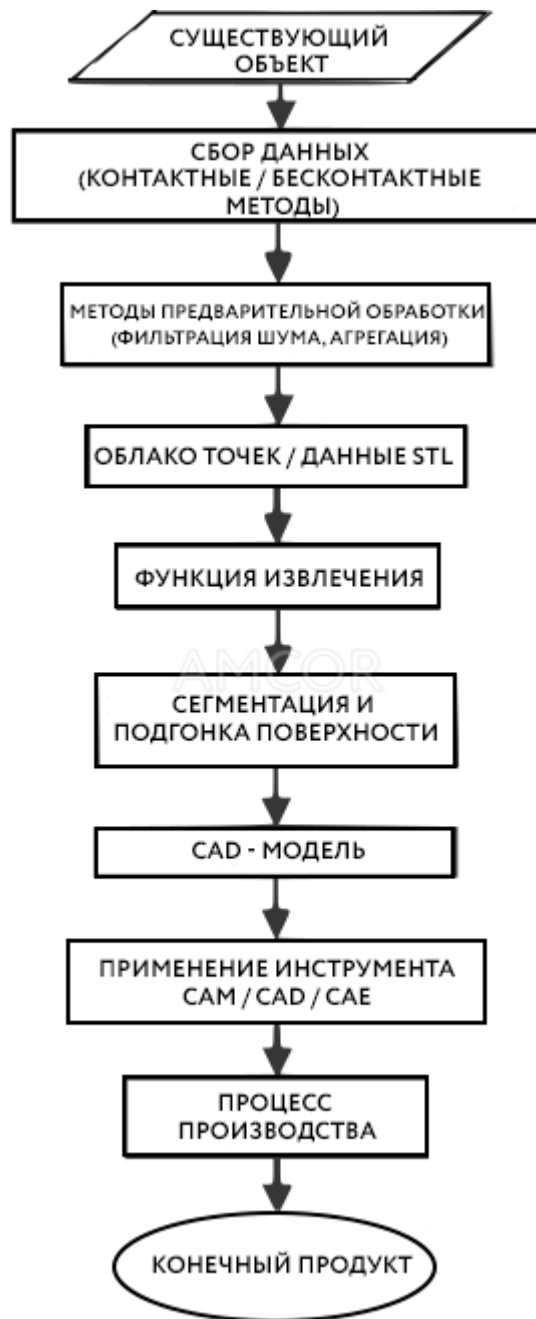 СУЩЕСТВУЮЩИЙ
ОБЪЕКТ
СБОР ДАННЫХ
(КОНТАКТНЫЕ / БЕСКОНТАКТНЫЕ
МЕТОДЫ)
МЕТОДЫ ПРЕДВАРИТЕЛЬНОЙ ОБРАБОТКИ
(ФИЛЬТРАЦИЯ ШУМА, АГРЕГАЦИЯ)
ОБЛАКО ТОЧЕК / ДАННЫЕ STL
ФУНКЦИЯ ИЗВЛЕЧЕНИЯ
AMCOR
СЕГМЕНТАЦИЯ И
ПОДГОНКА ПОВЕРХНОСТИ
CAD - МОДЕЛЬ
ПРИМЕНЕНИЕ ИНСТРУМЕНТА
CAM / CAD / CAE
ПРОЦЕСС
ПРОИЗВОДСТВА
КОНЕЧНЫЙ ПРОДУКТ